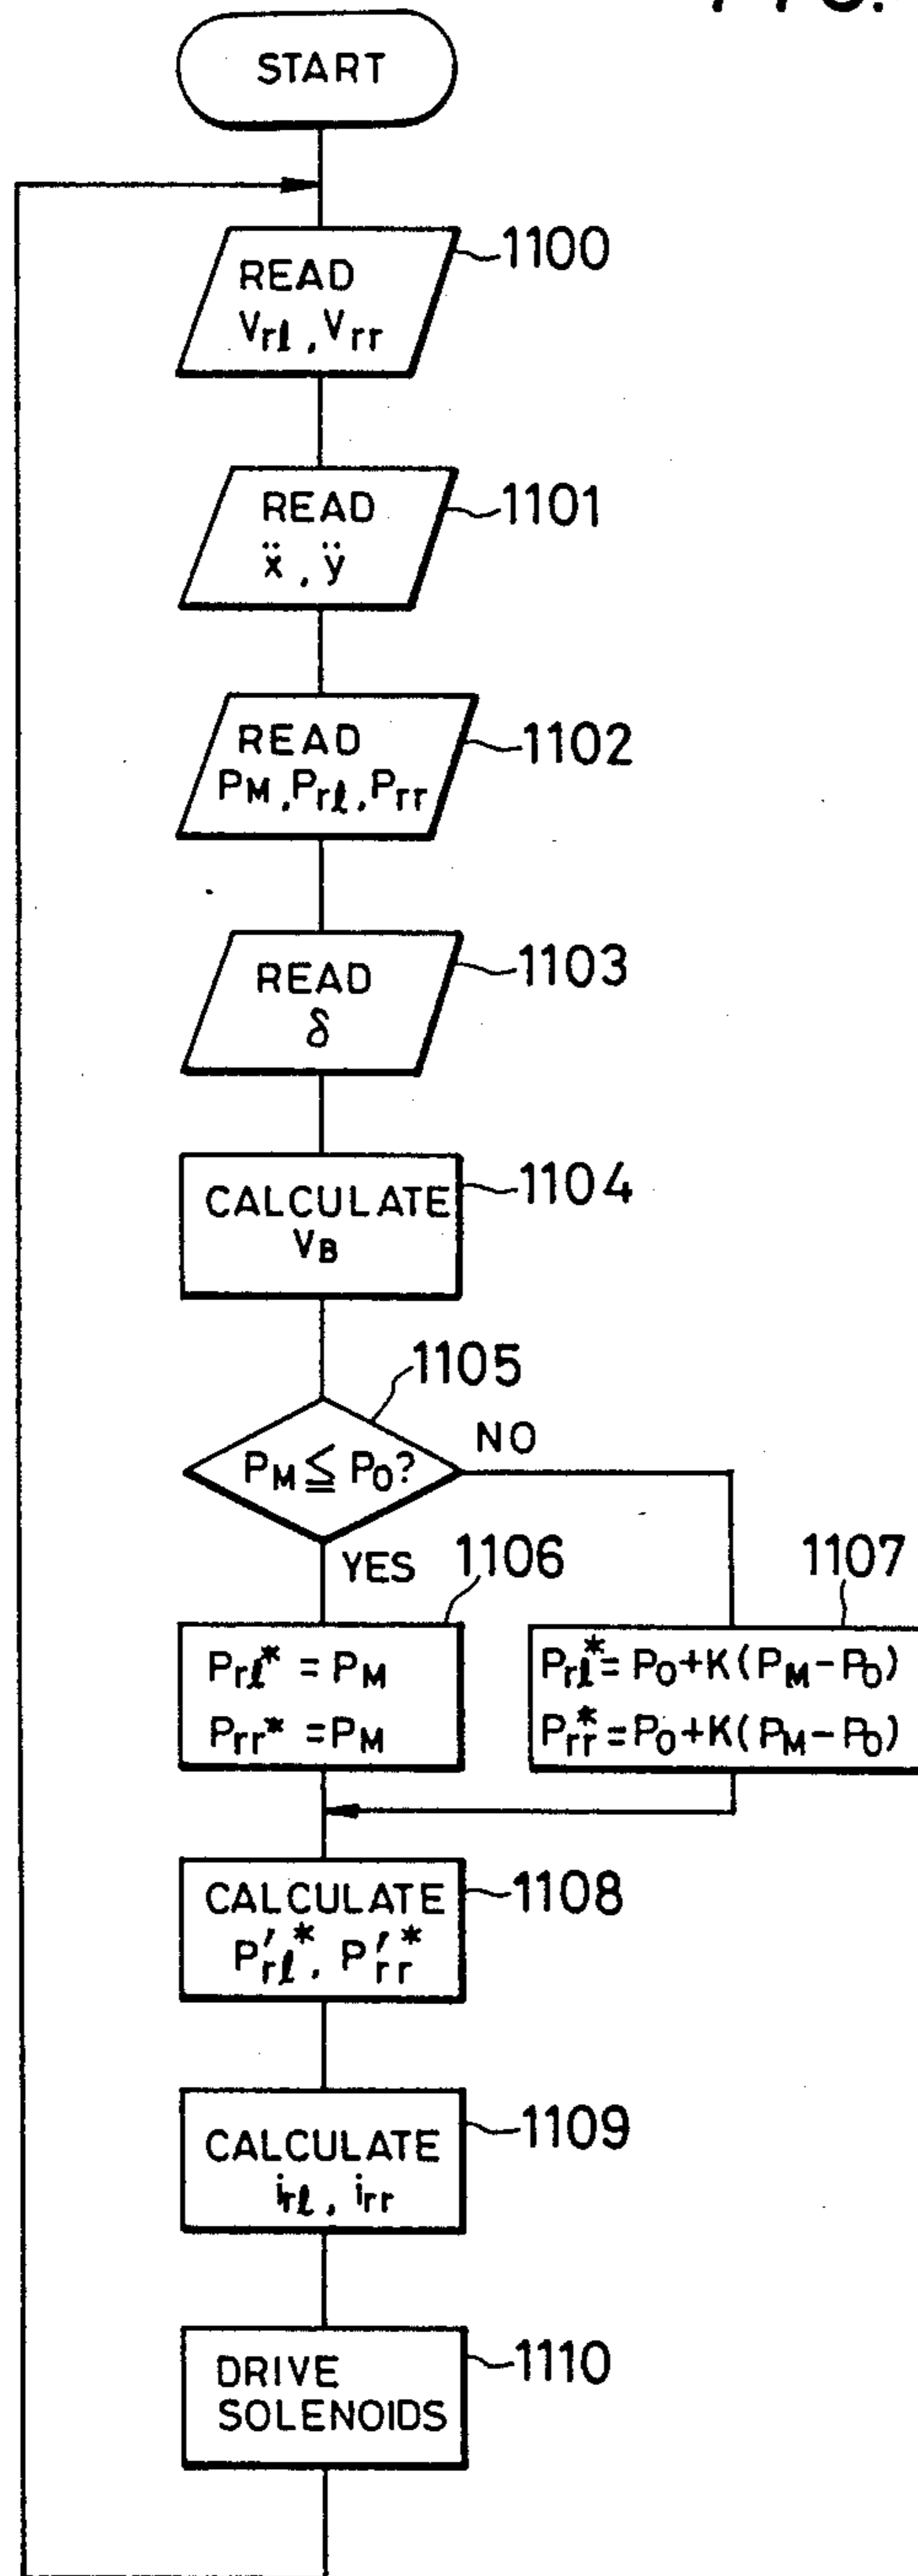 FIG.
START
1100
READ
Vrl, Vrr
1101
READ
ẍ, ÿ
1102
READ
PM, Prl, Prr
1103
READ
δ
1104
CALCULATE
VB
1105
PM ≦ P0?
NO
YES
1106
Prl* = PM
Prr* = PM
1107
Prl* = P0+K(PM-P0)
Prr* = P0+K(PM-P0)
1108
CALCULATE
P'rl*, P'rr*
1109
CALCULATE
irl, irr
1110
DRIVE
SOLENOIDS